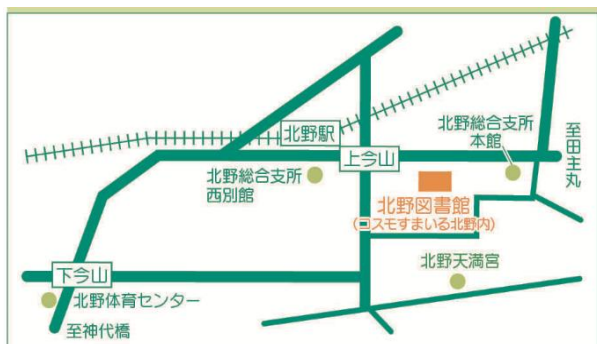 北野駅
上今山
北野総合支所
本館
至田主丸
北野総合支所
西別館
北野図書館
(コスモすまいる北野内)
北野天満宮
下今山
北野体育センター
至神代橋